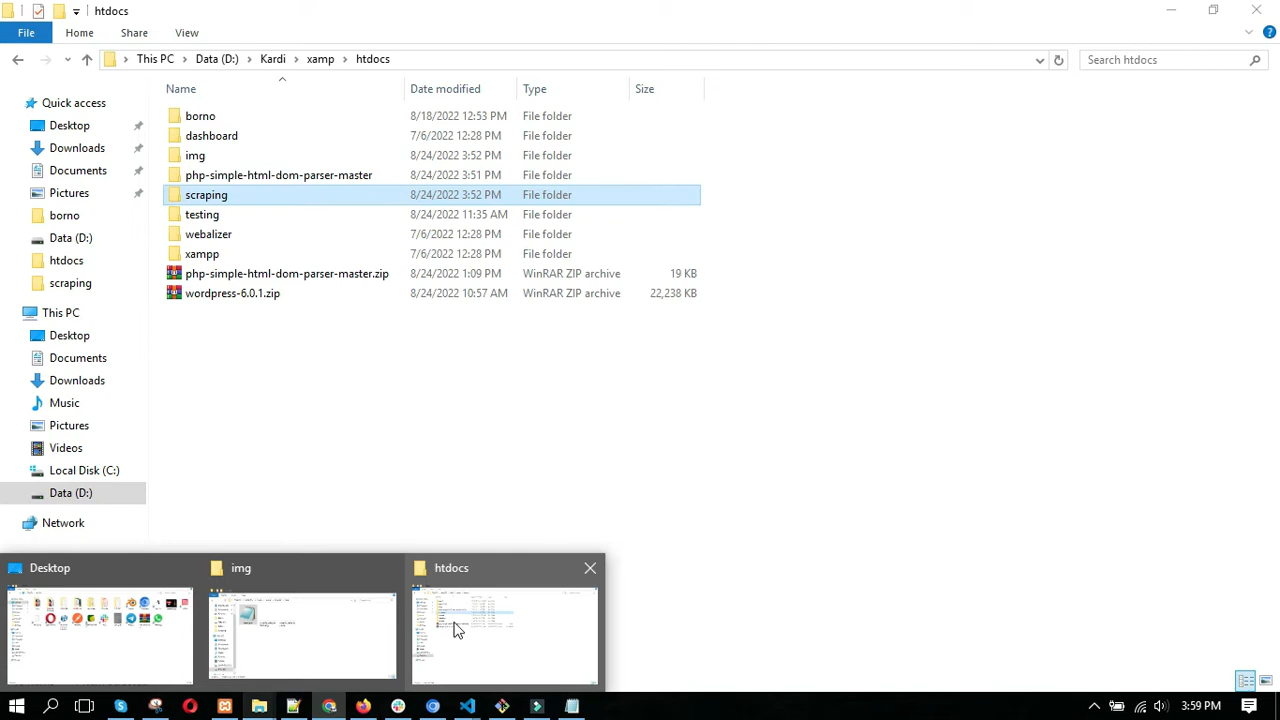 htdocs
File Home Share View
This PC Data (D:) Kardi xamp htdocs
Search htdocs
Name Date modified Type Size
Quick access
Desktop
Downloads
Documents
Pictures
borno
Data (D:)
htdocs
scraping
This PC
Desktop
Documents
Downloads
Music
Pictures
Videos
Local Disk (C:)
Data (D:)
Network
borno 8/18/2022 12:53 PM File folder
dashboard 7/6/2022 12:28 PM File folder
img 8/24/2022 3:52 PM File folder
php-simple-html-dom-parser-master 8/24/2022 3:51 PM File folder
scraping 8/24/2022 3:52 PM File folder
testing 8/24/2022 11:35 AM File folder
webalizer 7/6/2022 12:28 PM File folder
xampp 7/6/2022 12:28 PM File folder
php-simple-html-dom-parser-master.zip 8/24/2022 1:09 PM WinRAR ZIP archive 19 KB
wordpress-6.0.1.zip 8/24/2022 10:57 AM WinRAR ZIP archive 22,238 KB
Desktop img htdocs
3:59 PM